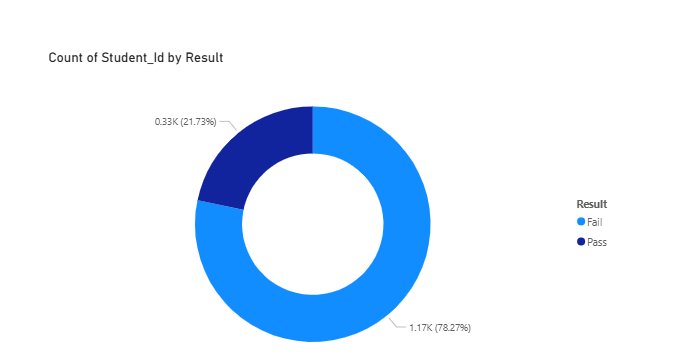 Count of Student_Id by Result
0.33K (21.73%)
Result
Fail
Pass
1.17K (78.27%)